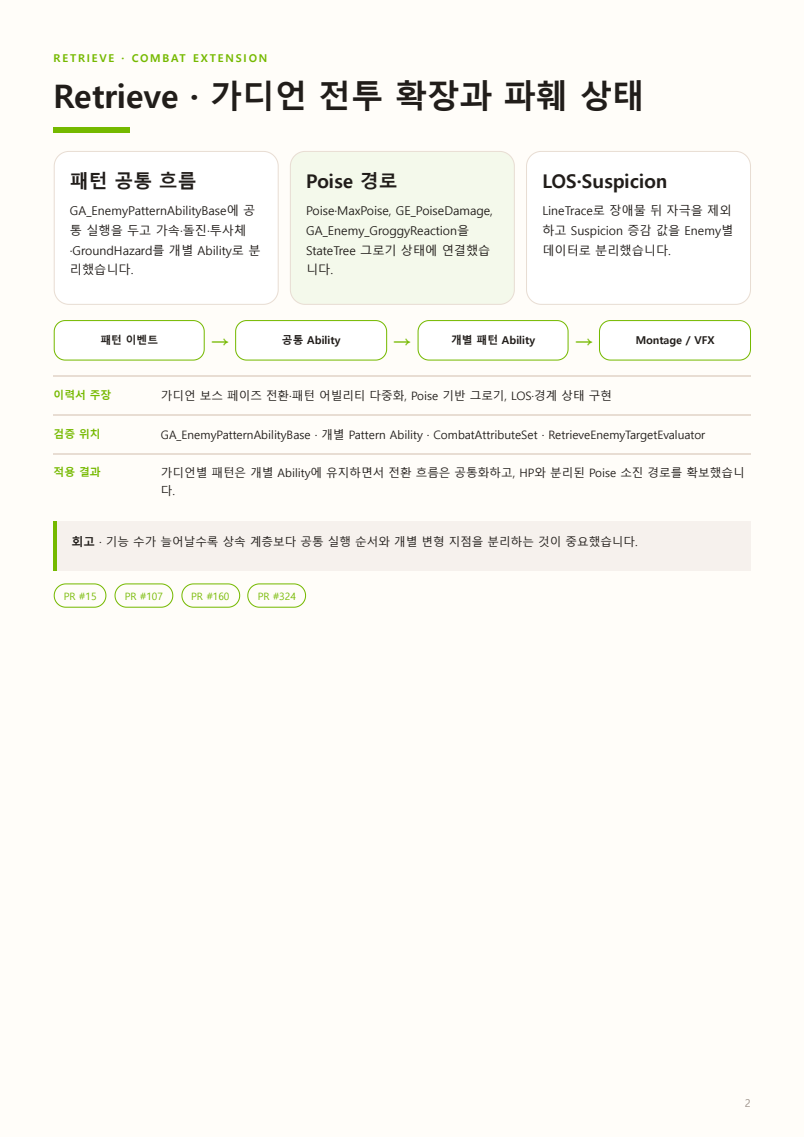 RETRIEVE · COMBAT EXTENSION
Retrieve · 가디언 전투 확장과 파훼 상태
패턴 공통 흐름
GA_EnemyPatternAbilityBase에 공
통 실행을 두고 가속·돌진·투사체
·GroundHazard를 개별 Ability로 분
리했습니다.
Poise 경로
Poise·MaxPoise, GE_PoiseDamage,
GA_Enemy_GroggyReaction을
StateTree 그로기 상태에 연결했습
니다.
LOS·Suspicion
LineTrace로 장애물 뒤 자극을 제외
하고 Suspicion 증감 값을 Enemy별
데이터로 분리했습니다.
패턴 이벤트 → 공통 Ability → 개별 패턴 Ability → Montage / VFX
이력서 주장 가디언 보스 페이즈 전환·패턴 어빌리티 다중화, Poise 기반 그로기, LOS·경계 상태 구현
검증 위치 GA_EnemyPatternAbilityBase · 개별 Pattern Ability · CombatAttributeSet · RetrieveEnemyTargetEvaluator
적용 결과 가디언별 패턴은 개별 Ability에 유지하면서 전환 흐름은 공통화하고, HP와 분리된 Poise 소진 경로를 확보했습니
다.
회고 · 기능 수가 늘어날수록 상속 계층보다 공통 실행 순서와 개별 변형 지점을 분리하는 것이 중요했습니다.
PR #15 PR #107 PR #160 PR #324
2